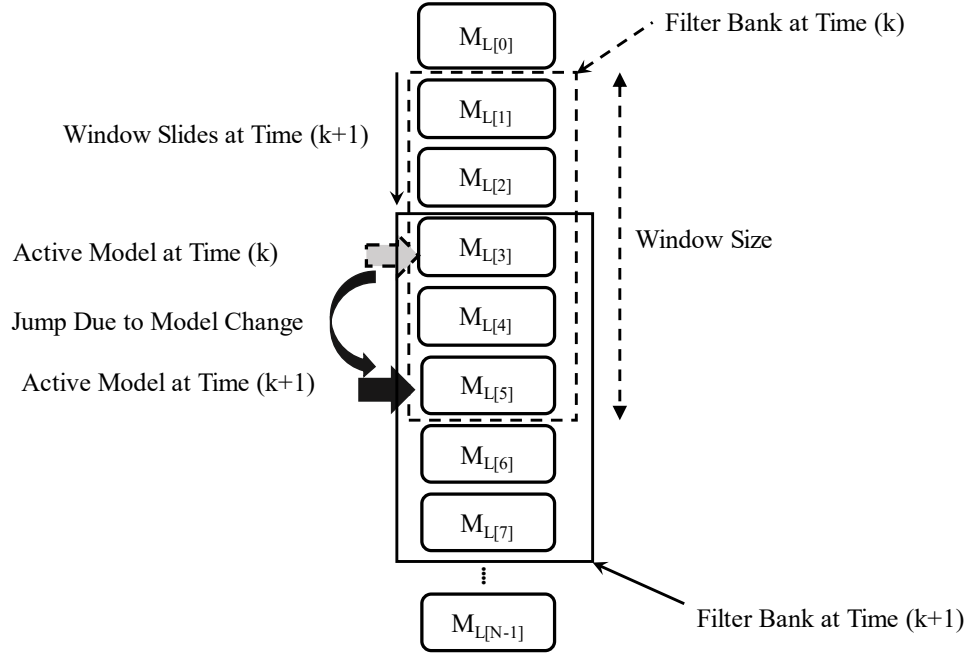 M_L[0]
Filter Bank at Time (k)
M_L[1]
Window Slides at Time (k+1)
M_L[2]
M_L[3]
Window Size
Active Model at Time (k)
M_L[4]
Jump Due to Model Change
M_L[5]
Active Model at Time (k+1)
M_L[6]
M_L[7]
Filter Bank at Time (k+1)
M_L[N-1]